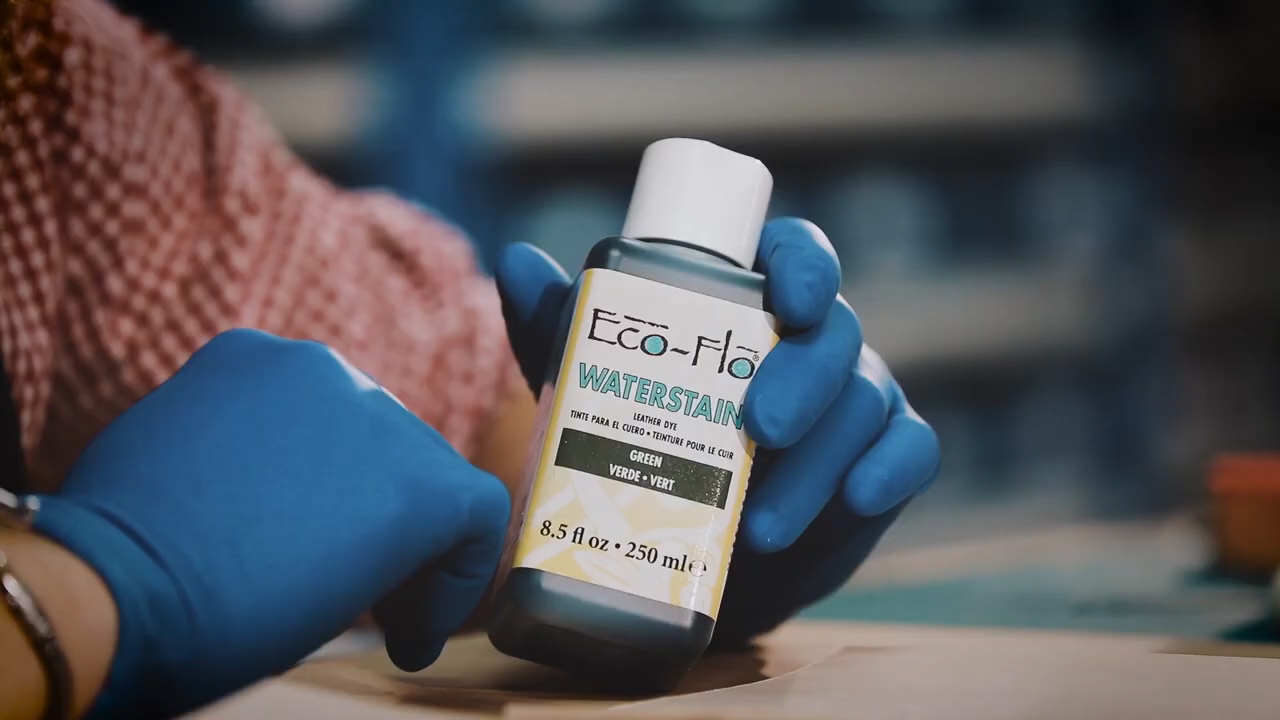 Eco-Flo®
WATERSTAIN
LEATHER DYE
TINTE PARA EL CUERO • TEINTURE POUR LE CUIR
GREEN
VERDE • VERT
8.5 fl oz • 250 ml℮